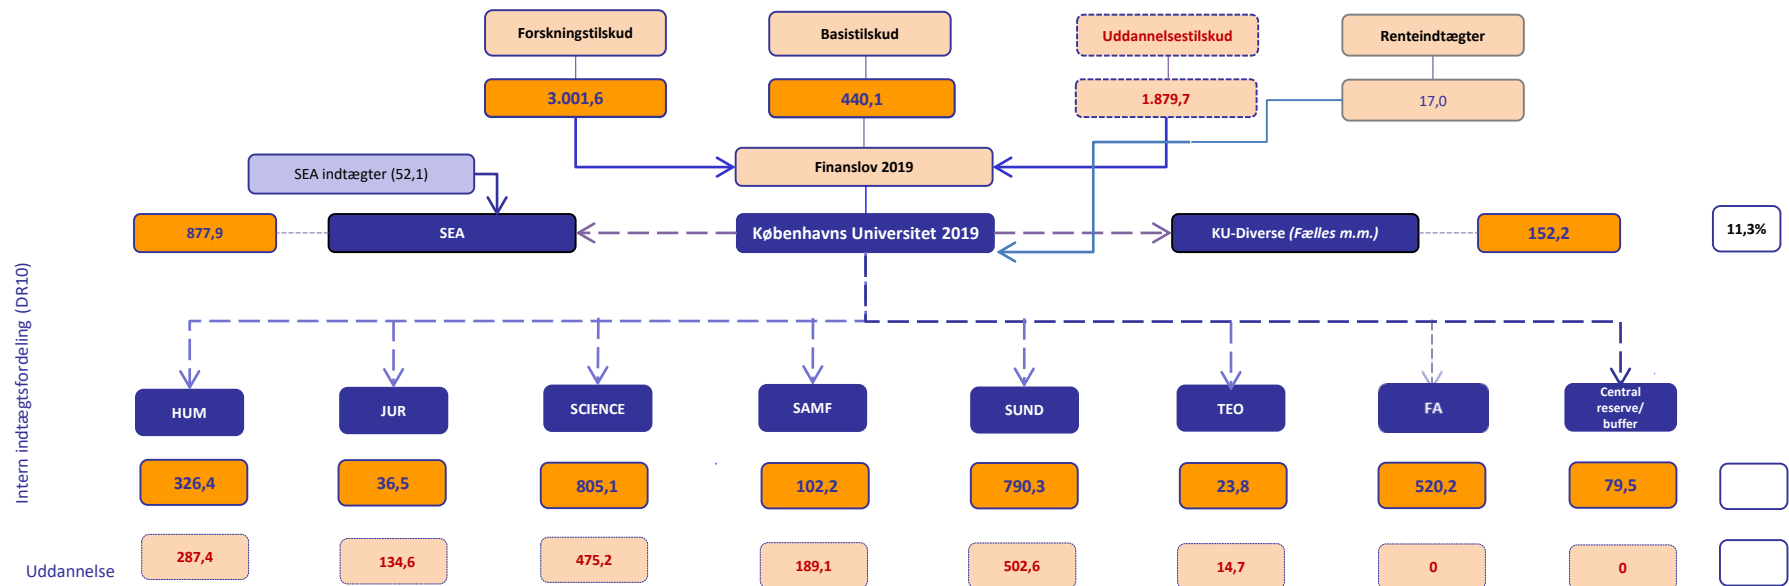 Forskningstilskud
Basistilskud
Uddannelsestilskud
Renteindtægter
3.001,6
440,1
1.879,7
17,0
Finanslov 2019
SEA indtægter (52,1)
877,9
SEA
Københavns Universitet 2019
KU-Diverse (Fælles m.m.)
152,2
11,3%
Intern indtægtsfordeling (DR10)
HUM
JUR
SCIENCE
SAMF
SUND
TEO
FA
Central
reserve/
buffer
326,4
36,5
805,1
102,2
790,3
23,8
520,2
79,5
Uddannelse
287,4
134,6
475,2
189,1
502,6
14,7
0
0